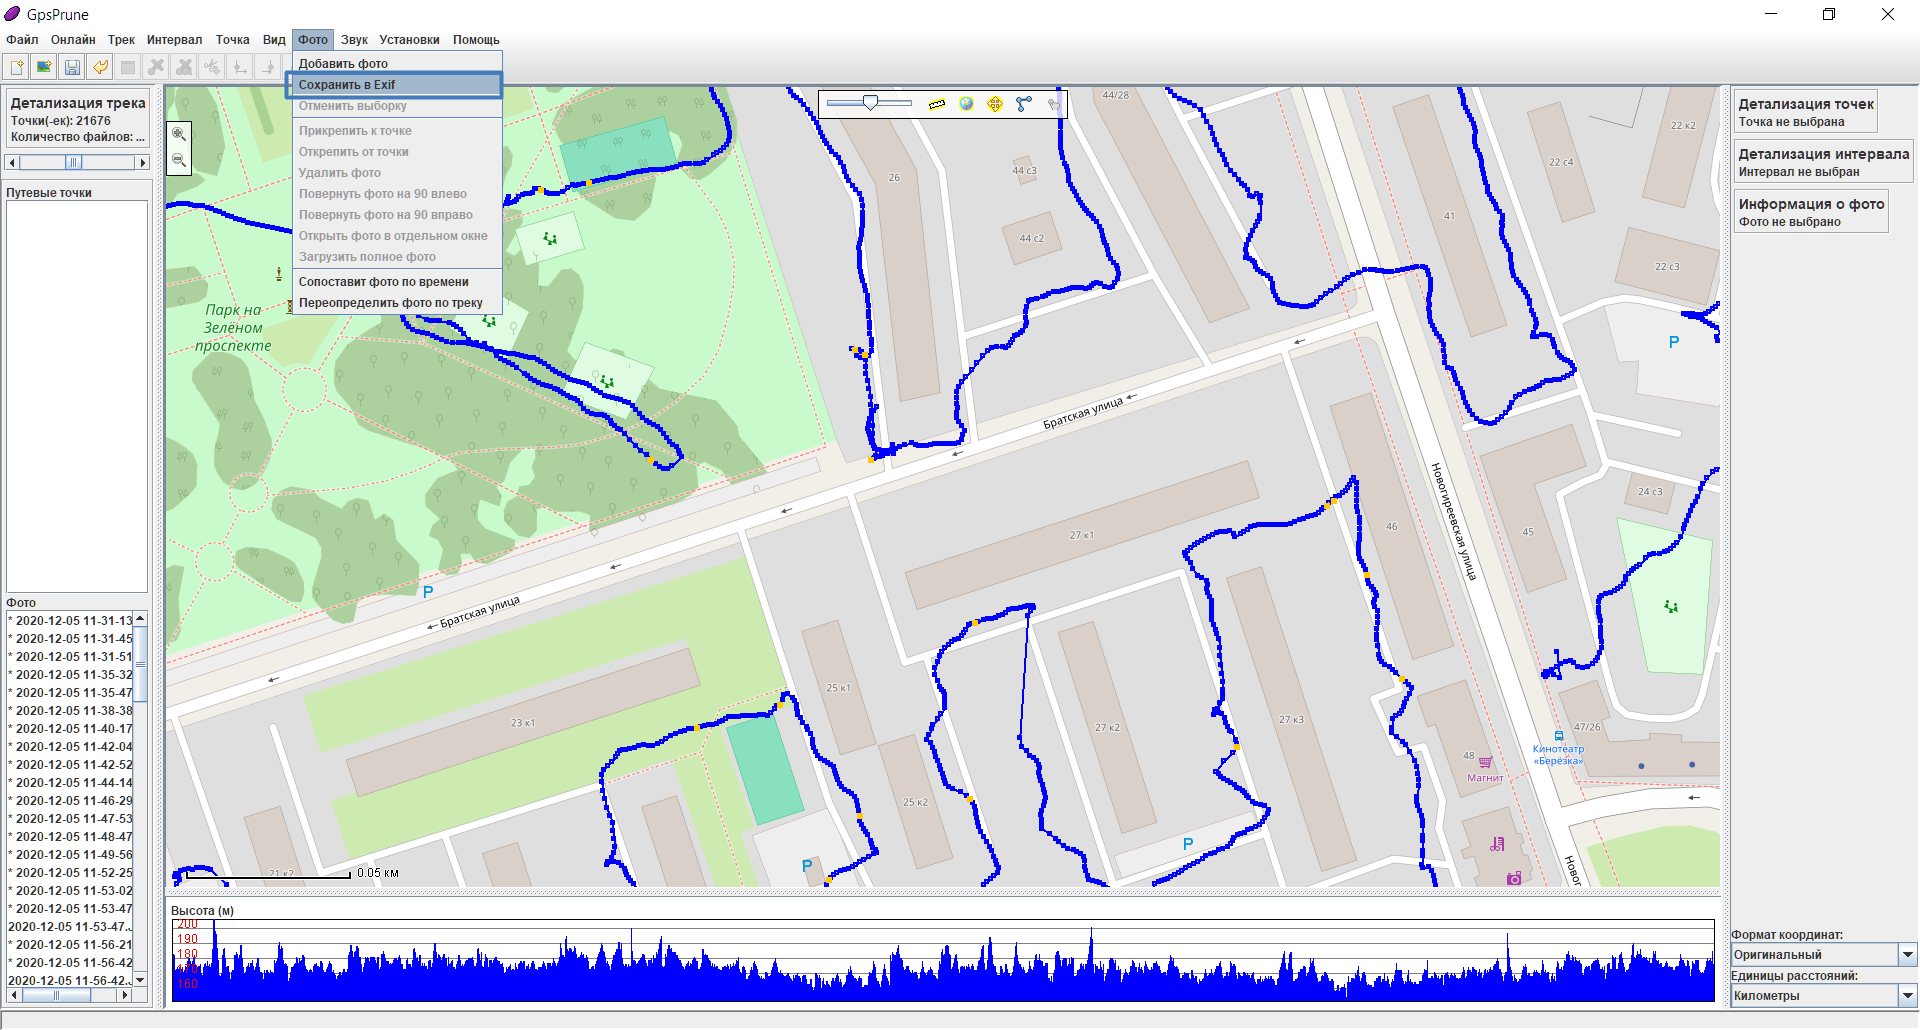 GpsPrune
Файл Онлайн Трек Интервал Точка Вид Фото Звук Установки Помощь
Добавить фото
Сохранить в Exif
Отменить выборку
Прикрепить к точке
Открепить от точки
Удалить фото
Повернуть фото на 90 влево
Повернуть фото на 90 вправо
Открыть фото в отдельном окне
Загрузить полное фото
Сопоставит фото по времени
Переопределить фото по треку
Детализация трека
Точки(-ек): 21676
Количество файлов: ...
Путевые точки
Фото
* 2020-12-05 11-31-13
* 2020-12-05 11-31-45
* 2020-12-05 11-31-51
* 2020-12-05 11-35-32
* 2020-12-05 11-35-47
* 2020-12-05 11-38-38
* 2020-12-05 11-40-17
* 2020-12-05 11-42-04
* 2020-12-05 11-42-52
* 2020-12-05 11-44-14
* 2020-12-05 11-46-29
* 2020-12-05 11-47-53
* 2020-12-05 11-48-47
* 2020-12-05 11-49-56
* 2020-12-05 11-52-25
* 2020-12-05 11-53-02
* 2020-12-05 11-53-47
2020-12-05 11-53-47...
* 2020-12-05 11-56-21
* 2020-12-05 11-56-42
2020-12-05 11-56-42...
Парк на
Зелёном
проспекте
26
44/28
44 с3
44 с2
41
22 к2
22 с4
22 с3
P
Братская улица
Новогиреевская улица
46
45
24 с3
27 к1
P
Братская улица
23 к1
25 к1
25 к2
27 к2
27 к3
47/26
48
Магнит
Кинотеатр
«Берёзка»
P
P
21 к2
Новог
0.05 км
Высота (м)
200
190
180
170
160
Детализация точек
Точка не выбрана
Детализация интервала
Интервал не выбран
Информация о фото
Фото не выбрано
Формат координат:
Оригинальный
Единицы расстояний:
Километры